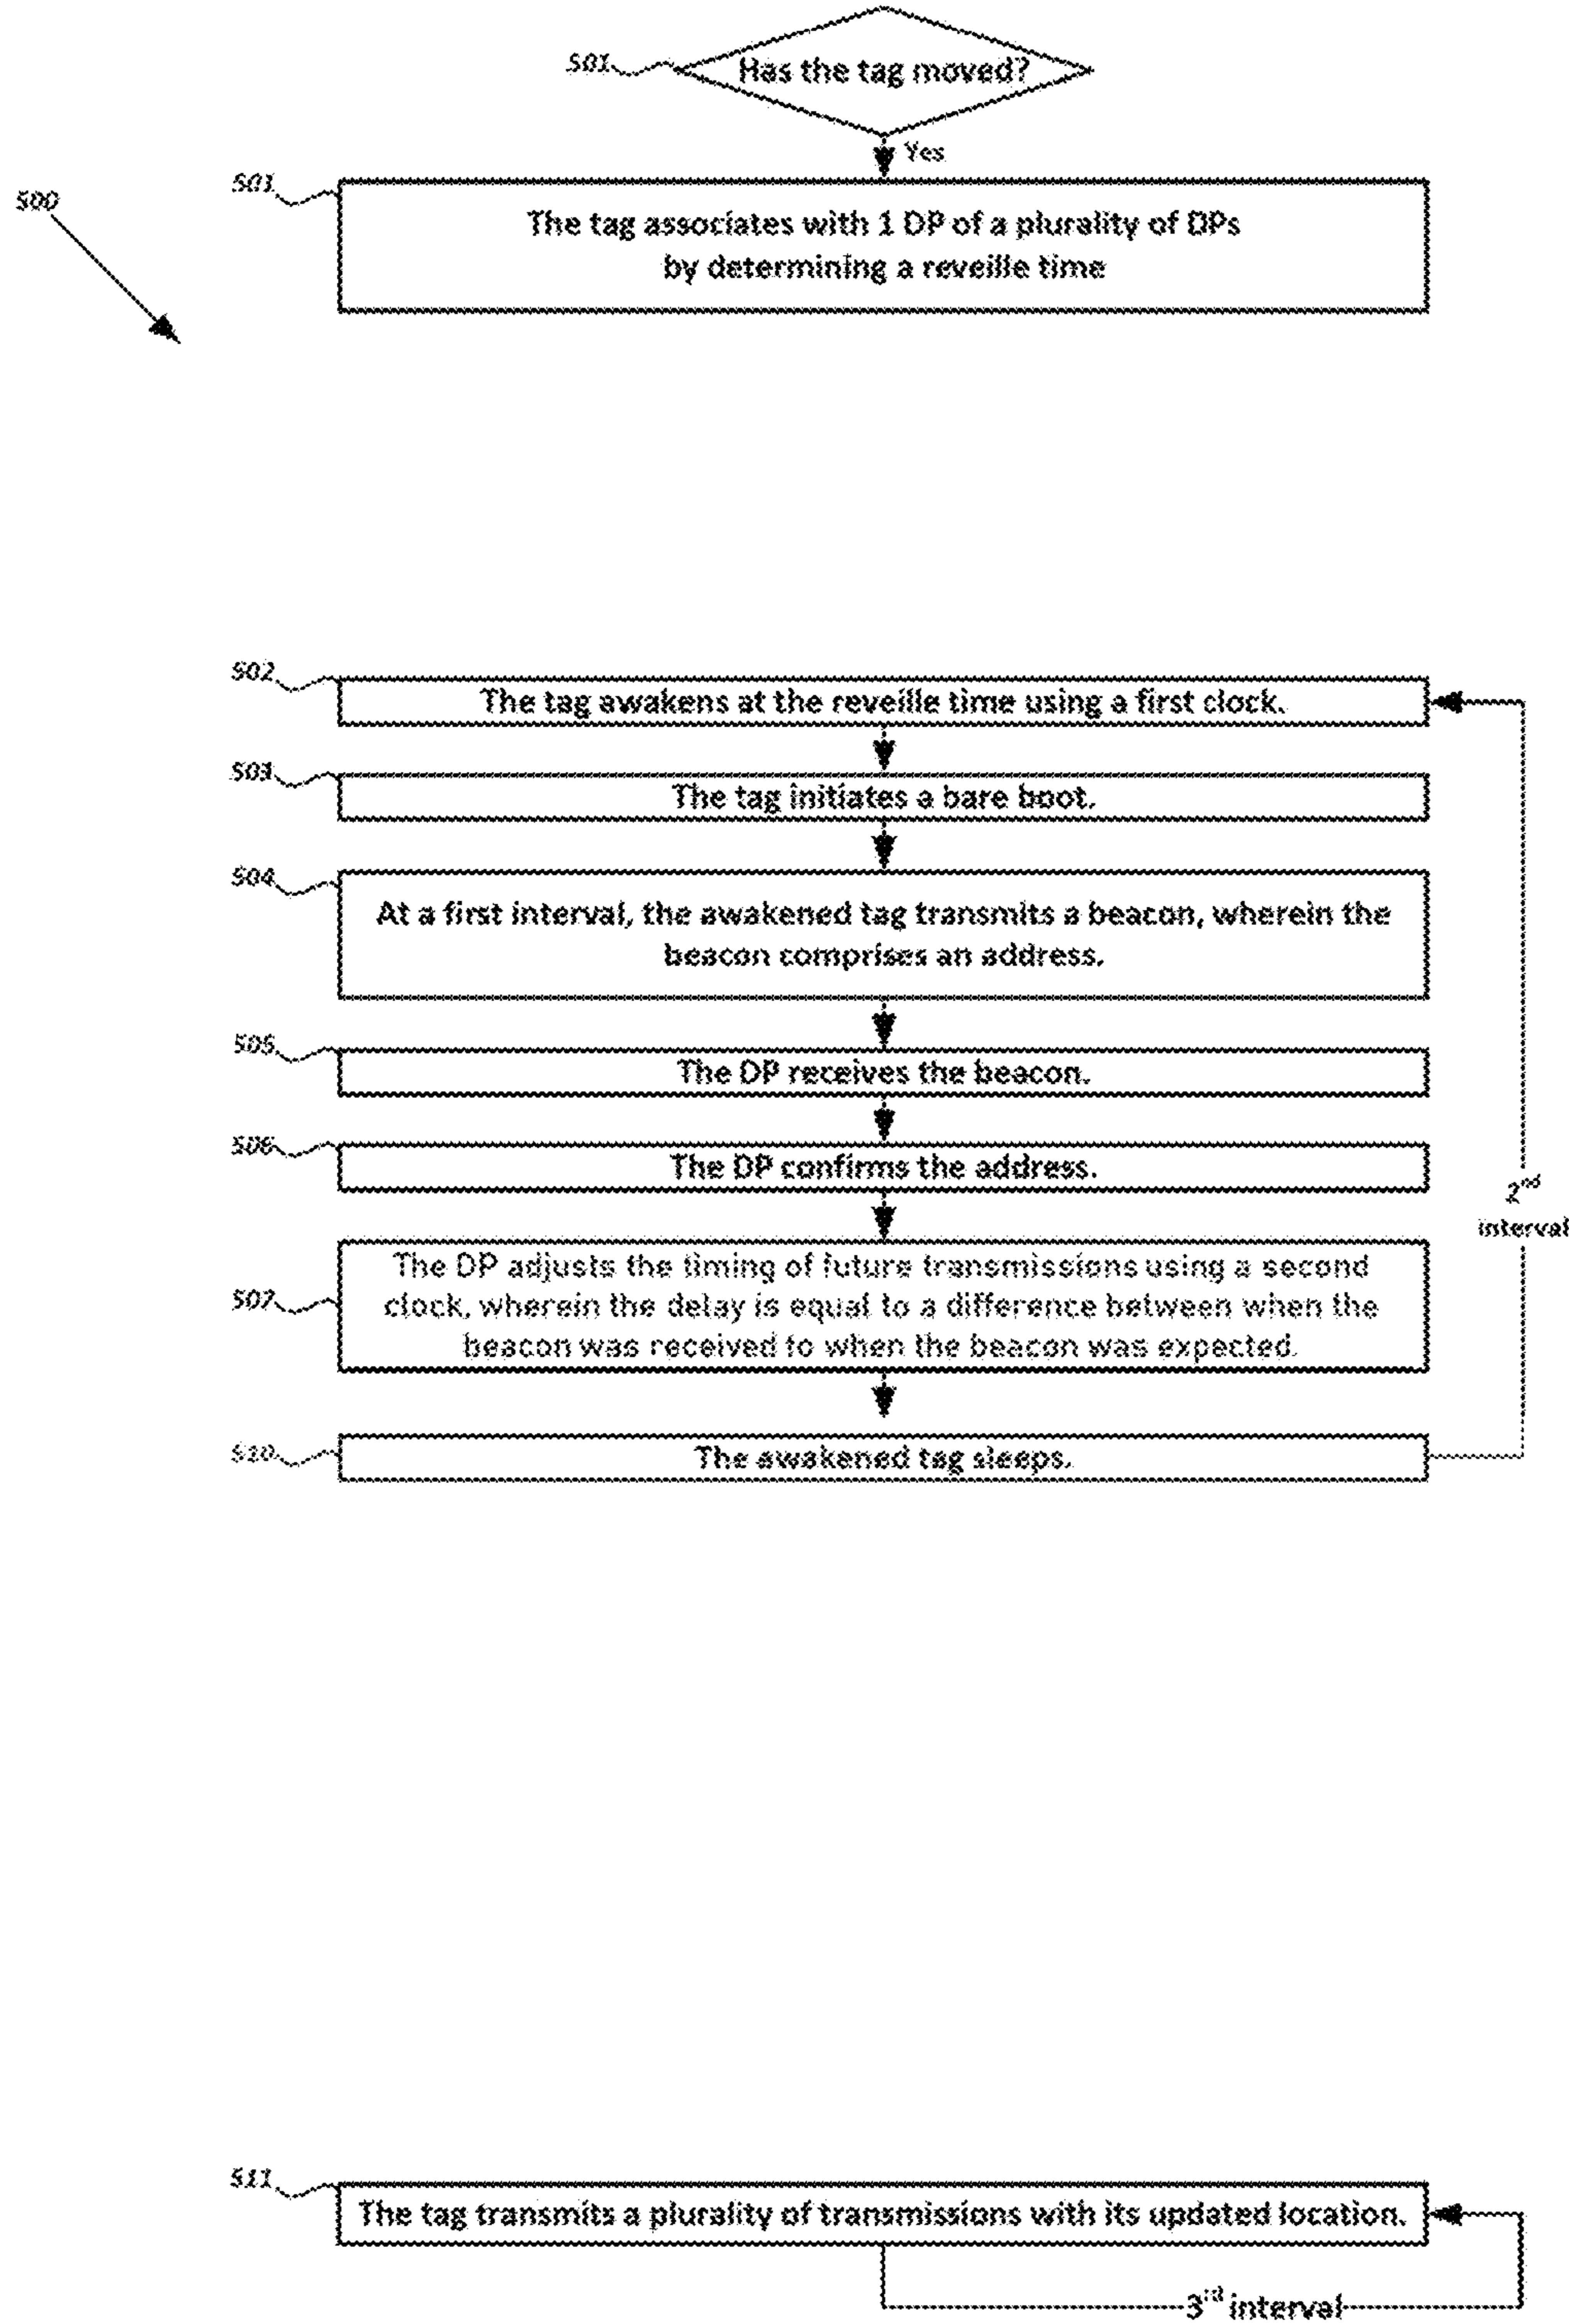 501
Has the tag moved?
Yes
500
501
The tag associates with 1 DP of a plurality of DPs
by determining a reveille time
502
The tag awakens at the reveille time using a first clock.
503
The tag initiates a bare boot.
504
At a first interval, the awakened tag transmits a beacon, wherein the
beacon comprises an address.
505
The DP receives the beacon.
506
The DP confirms the address.
2nd
interval
507
The DP adjusts the timing of future transmissions using a second
clock, wherein the delay is equal to a difference between when the
beacon was received to when the beacon was expected.
510
The awakened tag sleeps.
511
The tag transmits a plurality of transmissions with its updated location.
3rd interval